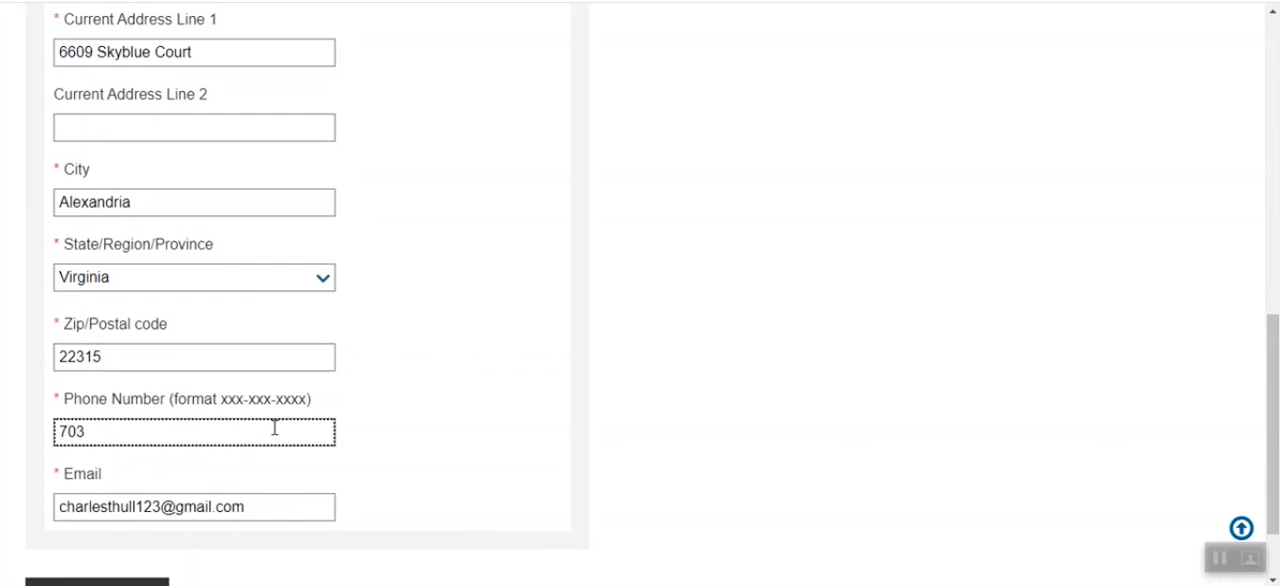 * Current Address Line 1
6609 Skyblue Court
Current Address Line 2
* City
Alexandria
* State/Region/Province
Virginia
* Zip/Postal code
22315
* Phone Number (format xxx-xxx-xxxx)
703
* Email
charlesthull123@gmail.com